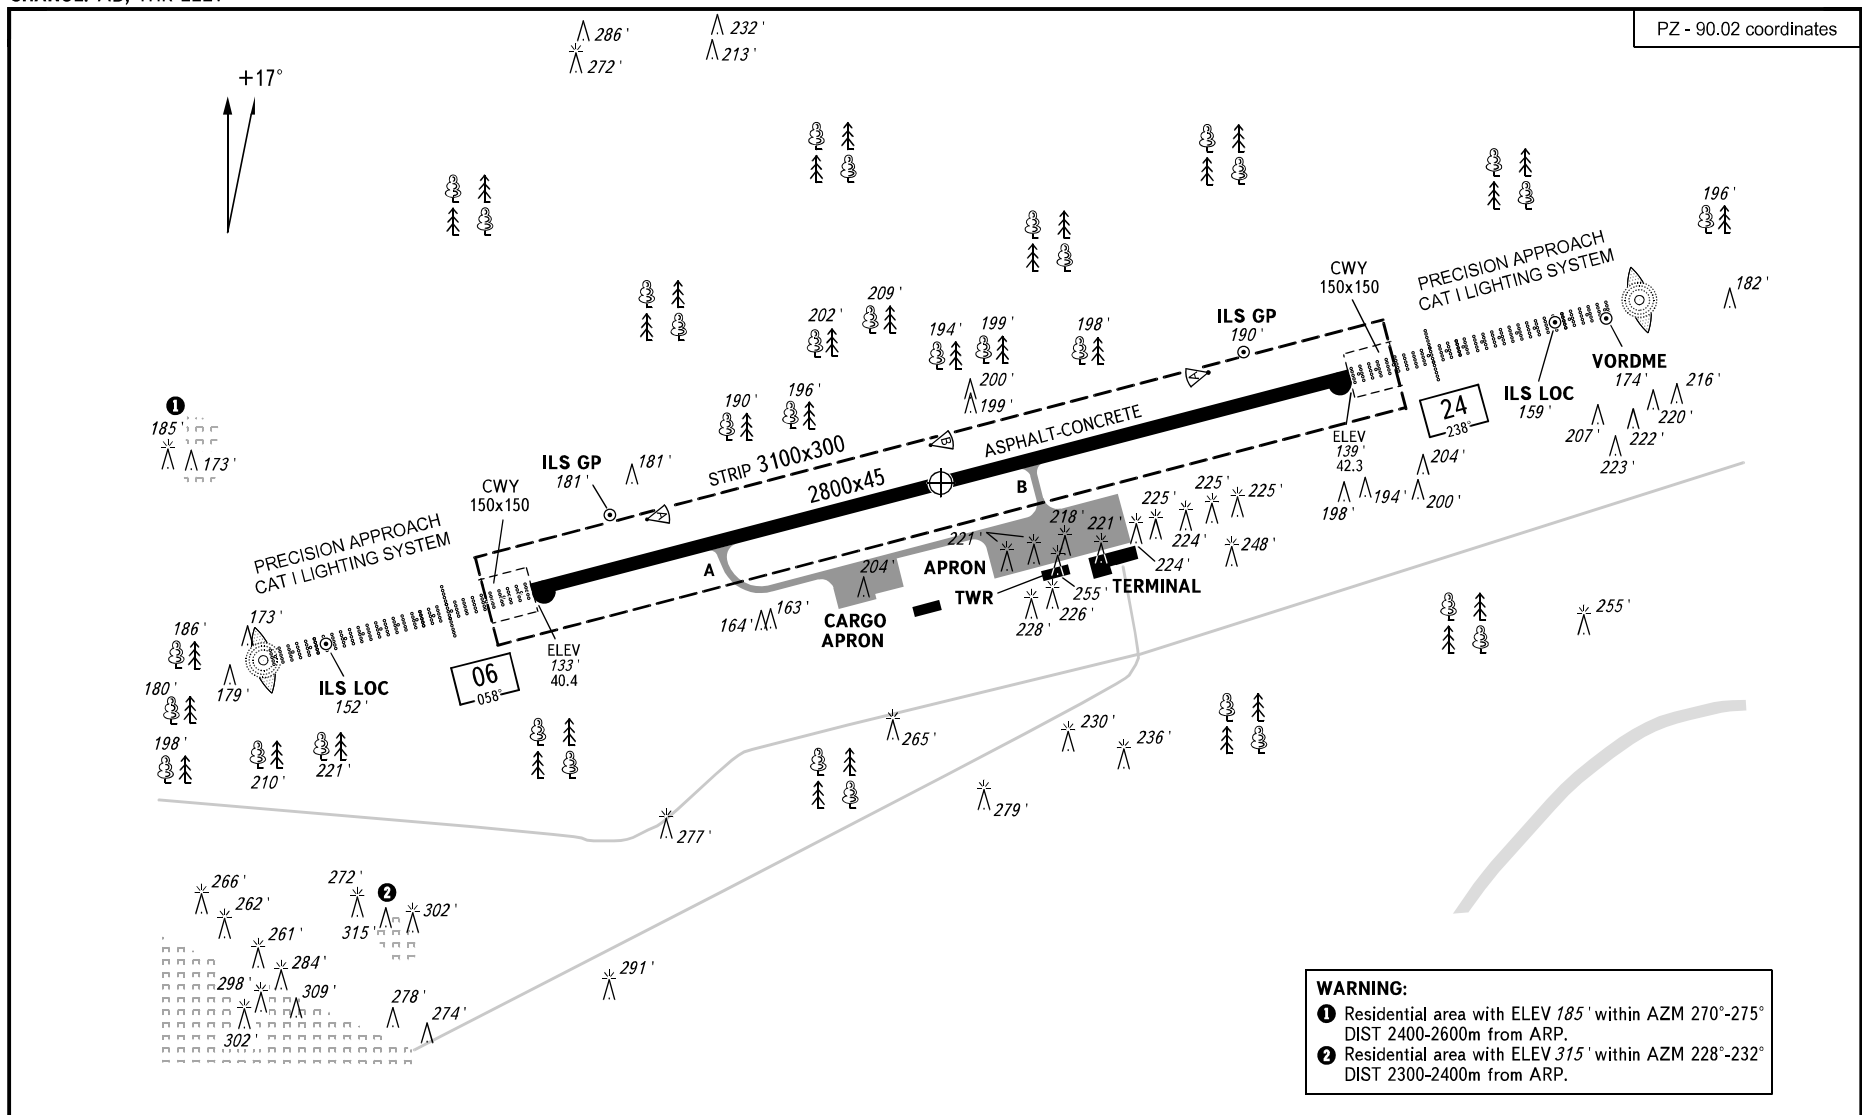 PZ - 90.02 coordinates
286 '
272 '
232 '
213 '
+17°
196 '
182 '
PRECISION APPROACH
CAT I LIGHTING SYSTEM
CWY
150x150
ILS GP
190 '
209 '
202 '
194 '
199 '
198 '
200 '
199 '
196 '
190 '
VORDME
ILS LOC
159 '
174 '
216 '
220 '
222 '
207 '
223 '
24
238°
ELEV
139 '
42.3
204 '
200 '
194 '
198 '
1
185 '
173 '
ILS GP
181 '
181 '
STRIP 3100x300
2800x45
ASPHALT-CONCRETE
A
B
A
A
B
CWY
150x150
PRECISION APPROACH
CAT I LIGHTING SYSTEM
225 '
225 '
225 '
218 '
221 '
221 '
224 '
224 '
248 '
APRON
TWR
TERMINAL
255 '
226 '
228 '
204 '
CARGO
APRON
163 '
164 '
255 '
ELEV
133 '
40.4
06
058°
173 '
186 '
179 '
180 '
198 '
210 '
221 '
ILS LOC
152 '
265 '
230 '
236 '
279 '
277 '
266 '
262 '
261 '
284 '
298 '
309 '
302 '
272 '
2
302 '
315 '
278 '
274 '
291 '
WARNING:
1 Residential area with ELEV 185 ' within AZM 270°-275°
DIST 2400-2600m from ARP.
2 Residential area with ELEV 315 ' within AZM 228°-232°
DIST 2300-2400m from ARP.